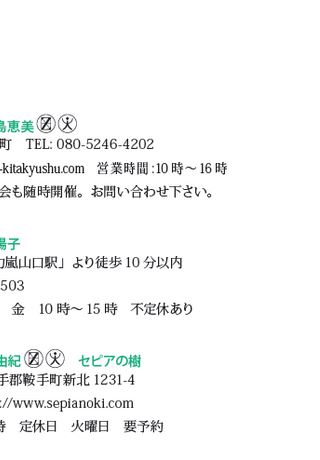 島恵美
町　TEL: 080-5246-4202
-kitakyushu.com　営業時間:10 時〜 16 時
会も随時開催。お問い合わせ下さい。
陽子
嵐山口駅」より徒歩 10 分以内
503
金　10 時〜 15 時　不定休あり
由紀　セピアの樹
手郡鞍手町新北 1231-4
://www.sepianoki.com
時　定休日　火曜日　要予約